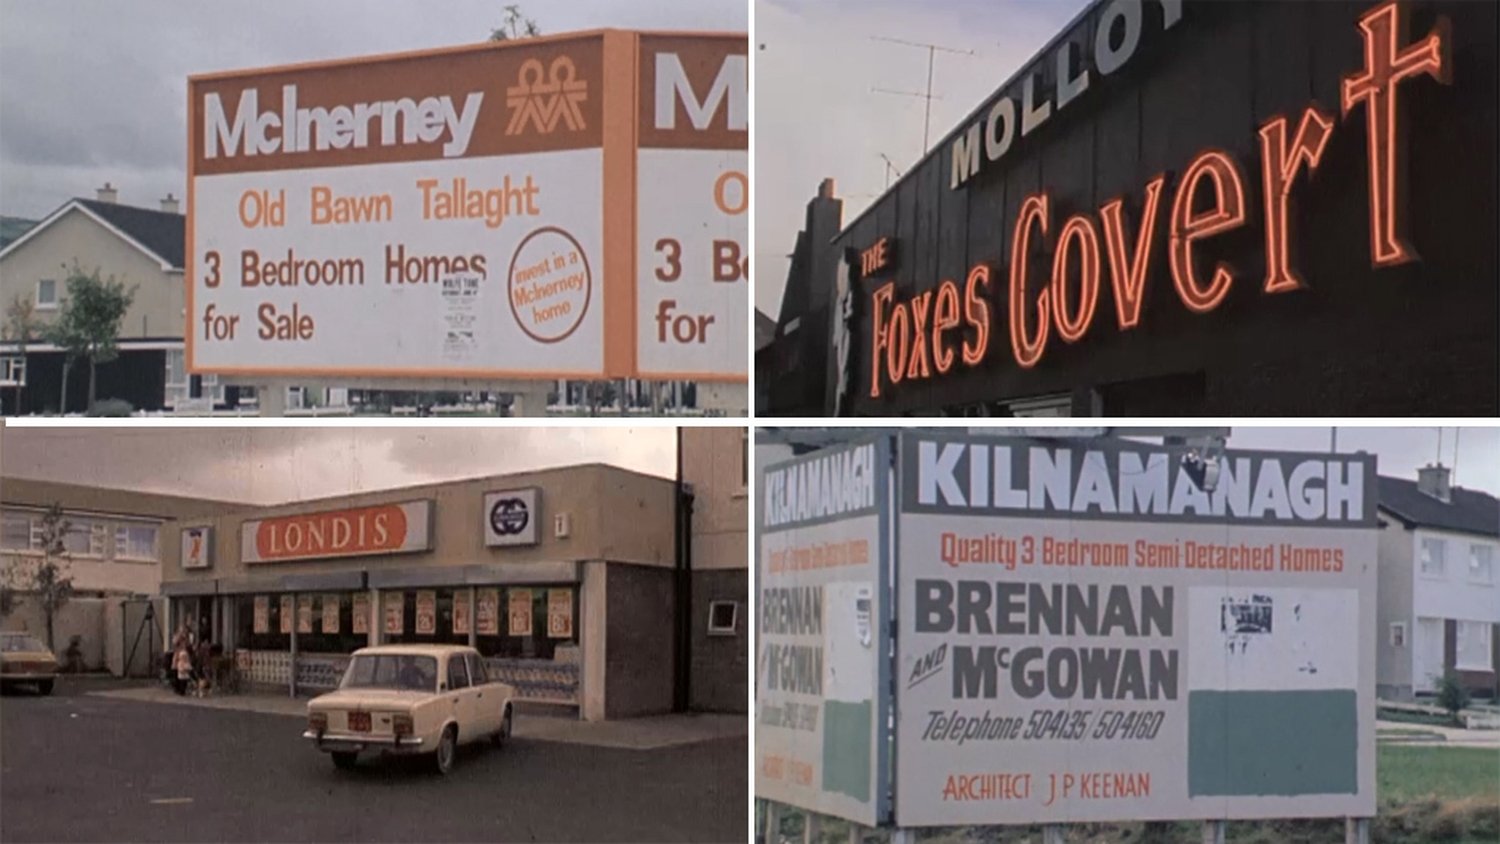 McInerney
Old Bawn Tallaght
3 Bedroom Homes
for Sale
invest in a
McInerney
home
WOLFE TONE
M
O
3 B
for
MOLLOY
THE
Foxes Covert
LONDIS
KILNAMANAGH
BRENNAN
McGOWAN
KILNAMANAGH
Quality 3-Bedroom Semi-Detached Homes
BRENNAN
AND McGOWAN
Telephone 504135/504160
ARCHITECT J P KEENAN